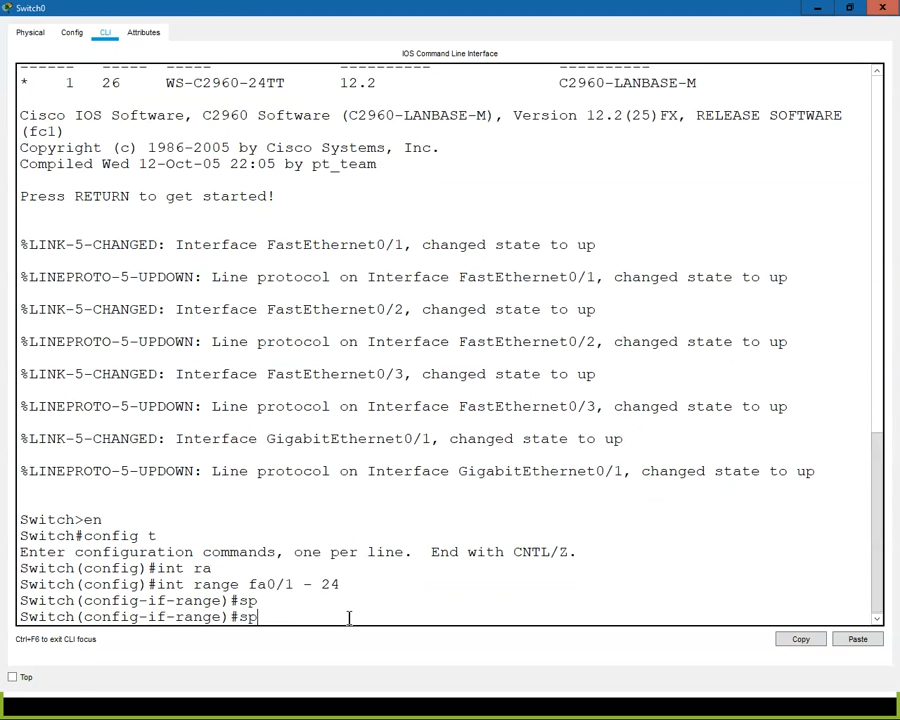 Switch0
Physical Config CLI Attributes
IOS Command Line Interface
------ ----- ----- ---------- ----------
* 1 26 WS-C2960-24TT 12.2 C2960-LANBASE-M
Cisco IOS Software, C2960 Software (C2960-LANBASE-M), Version 12.2(25)FX, RELEASE SOFTWARE
(fc1)
Copyright (c) 1986-2005 by Cisco Systems, Inc.
Compiled Wed 12-Oct-05 22:05 by pt_team
Press RETURN to get started!
%LINK-5-CHANGED: Interface FastEthernet0/1, changed state to up
%LINEPROTO-5-UPDOWN: Line protocol on Interface FastEthernet0/1, changed state to up
%LINK-5-CHANGED: Interface FastEthernet0/2, changed state to up
%LINEPROTO-5-UPDOWN: Line protocol on Interface FastEthernet0/2, changed state to up
%LINK-5-CHANGED: Interface FastEthernet0/3, changed state to up
%LINEPROTO-5-UPDOWN: Line protocol on Interface FastEthernet0/3, changed state to up
%LINK-5-CHANGED: Interface GigabitEthernet0/1, changed state to up
%LINEPROTO-5-UPDOWN: Line protocol on Interface GigabitEthernet0/1, changed state to up
Switch>en
Switch#config t
Enter configuration commands, one per line. End with CNTL/Z.
Switch(config)#int ra
Switch(config)#int range fa0/1 - 24
Switch(config-if-range)#sp
Switch(config-if-range)#sp
Ctrl+F6 to exit CLI focus
Copy Paste
Top